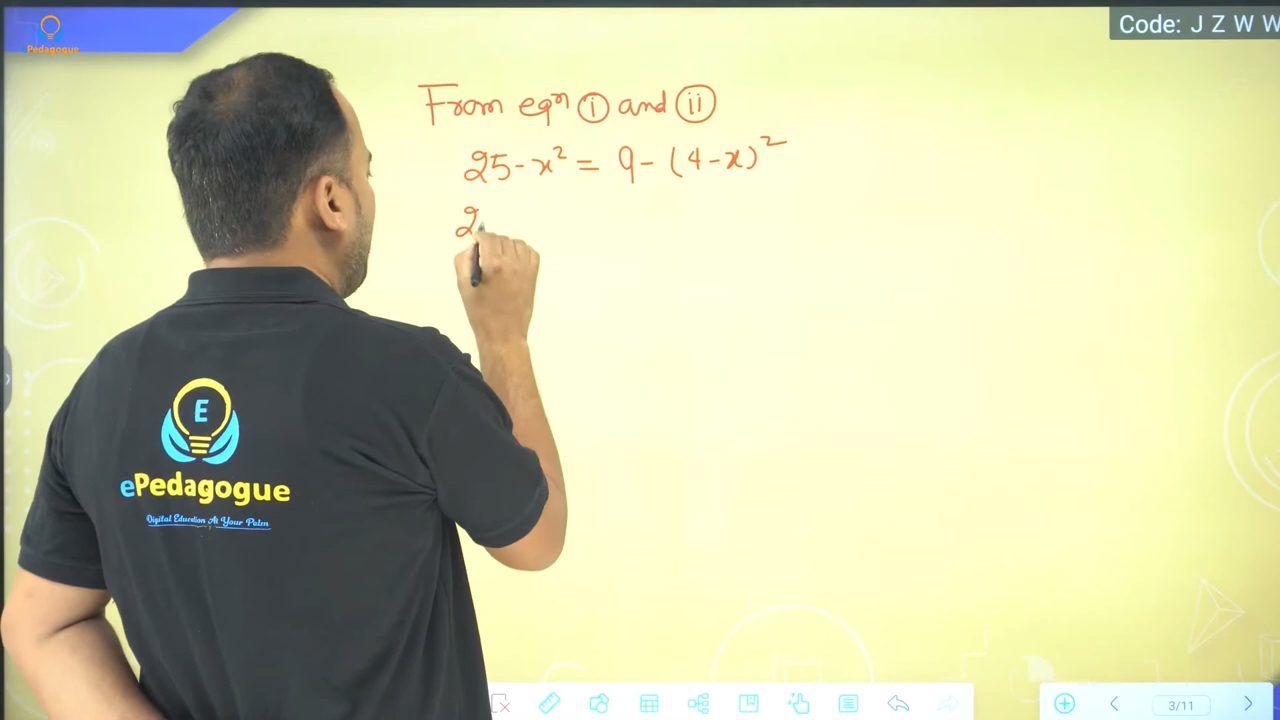 Pedagogue
Code: J Z W W
From eqn (i) and (ii)
25 - x² = 9 - (4 - x)²
2
E
ePedagogue
Digital Education At Your Palm
3/11